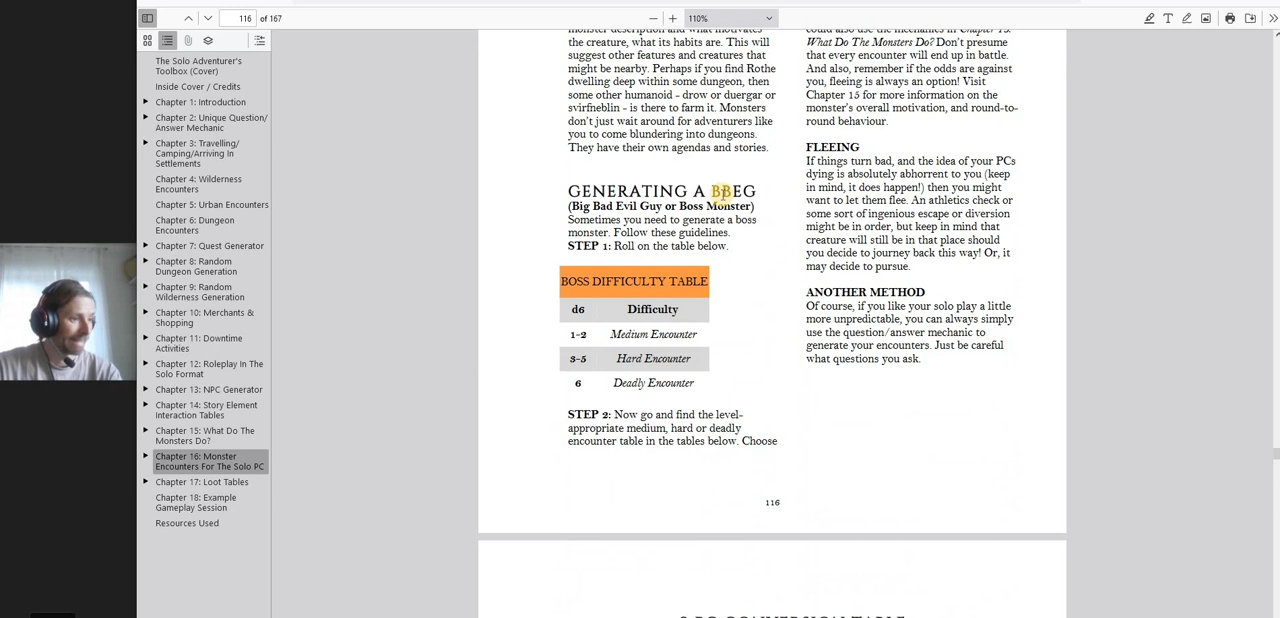 116
of 167
110%
The Solo Adventurer's
Toolbox (Cover)
Inside Cover / Credits
Chapter 1: Introduction
Chapter 2: Unique Question/
Answer Mechanic
Chapter 3: Travelling/
Camping/Arriving In
Settlements
Chapter 4: Wilderness
Encounters
Chapter 5: Urban Encounters
Chapter 6: Dungeon
Encounters
Chapter 7: Quest Generator
Chapter 8: Random
Dungeon Generation
Chapter 9: Random
Wilderness Generation
Chapter 10: Merchants &
Shopping
Chapter 11: Downtime
Activities
Chapter 12: Roleplay In The
Solo Format
Chapter 13: NPC Generator
Chapter 14: Story Element
Interaction Tables
Chapter 15: What Do The
Monsters Do?
Chapter 16: Monster
Encounters For The Solo PC
Chapter 17: Loot Tables
Chapter 18: Example
Gameplay Session
Resources Used
monster description and what motivates
the creature, what its habits are. This will
suggest other features and creatures that
might be nearby. Perhaps if you find Rothe
dwelling deep within some dungeon, then
some other humanoid - drow or duergar or
svirfneblin - is there to farm it. Monsters
don't just wait around for adventurers like
you to come blundering into dungeons.
They have their own agendas and stories.
GENERATING A BBEG
(Big Bad Evil Guy or Boss Monster)
Sometimes you need to generate a boss
monster. Follow these guidelines.
STEP 1: Roll on the table below.
BOSS DIFFICULTY TABLE
d6 Difficulty
1-2 Medium Encounter
3-5 Hard Encounter
6 Deadly Encounter
STEP 2: Now go and find the level-
appropriate medium, hard or deadly
encounter table in the tables below. Choose
could also use the mechanics in Chapter 15:
What Do The Monsters Do? Don't presume
that every encounter will end up in battle.
And also, remember if the odds are against
you, fleeing is always an option! Visit
Chapter 15 for more information on the
monster's overall motivation, and round-to-
round behaviour.
FLEEING
If things turn bad, and the idea of your PCs
dying is absolutely abhorrent to you (keep
in mind, it does happen!) then you might
want to let them flee. An athletics check or
some sort of ingenious escape or diversion
might be in order, but keep in mind that
creature will still be in that place should
you decide to journey back this way! Or, it
may decide to pursue.
ANOTHER METHOD
Of course, if you like your solo play a little
more unpredictable, you can always simply
use the question/answer mechanic to
generate your encounters. Just be careful
what questions you ask.
116
CONVERSION TABLE